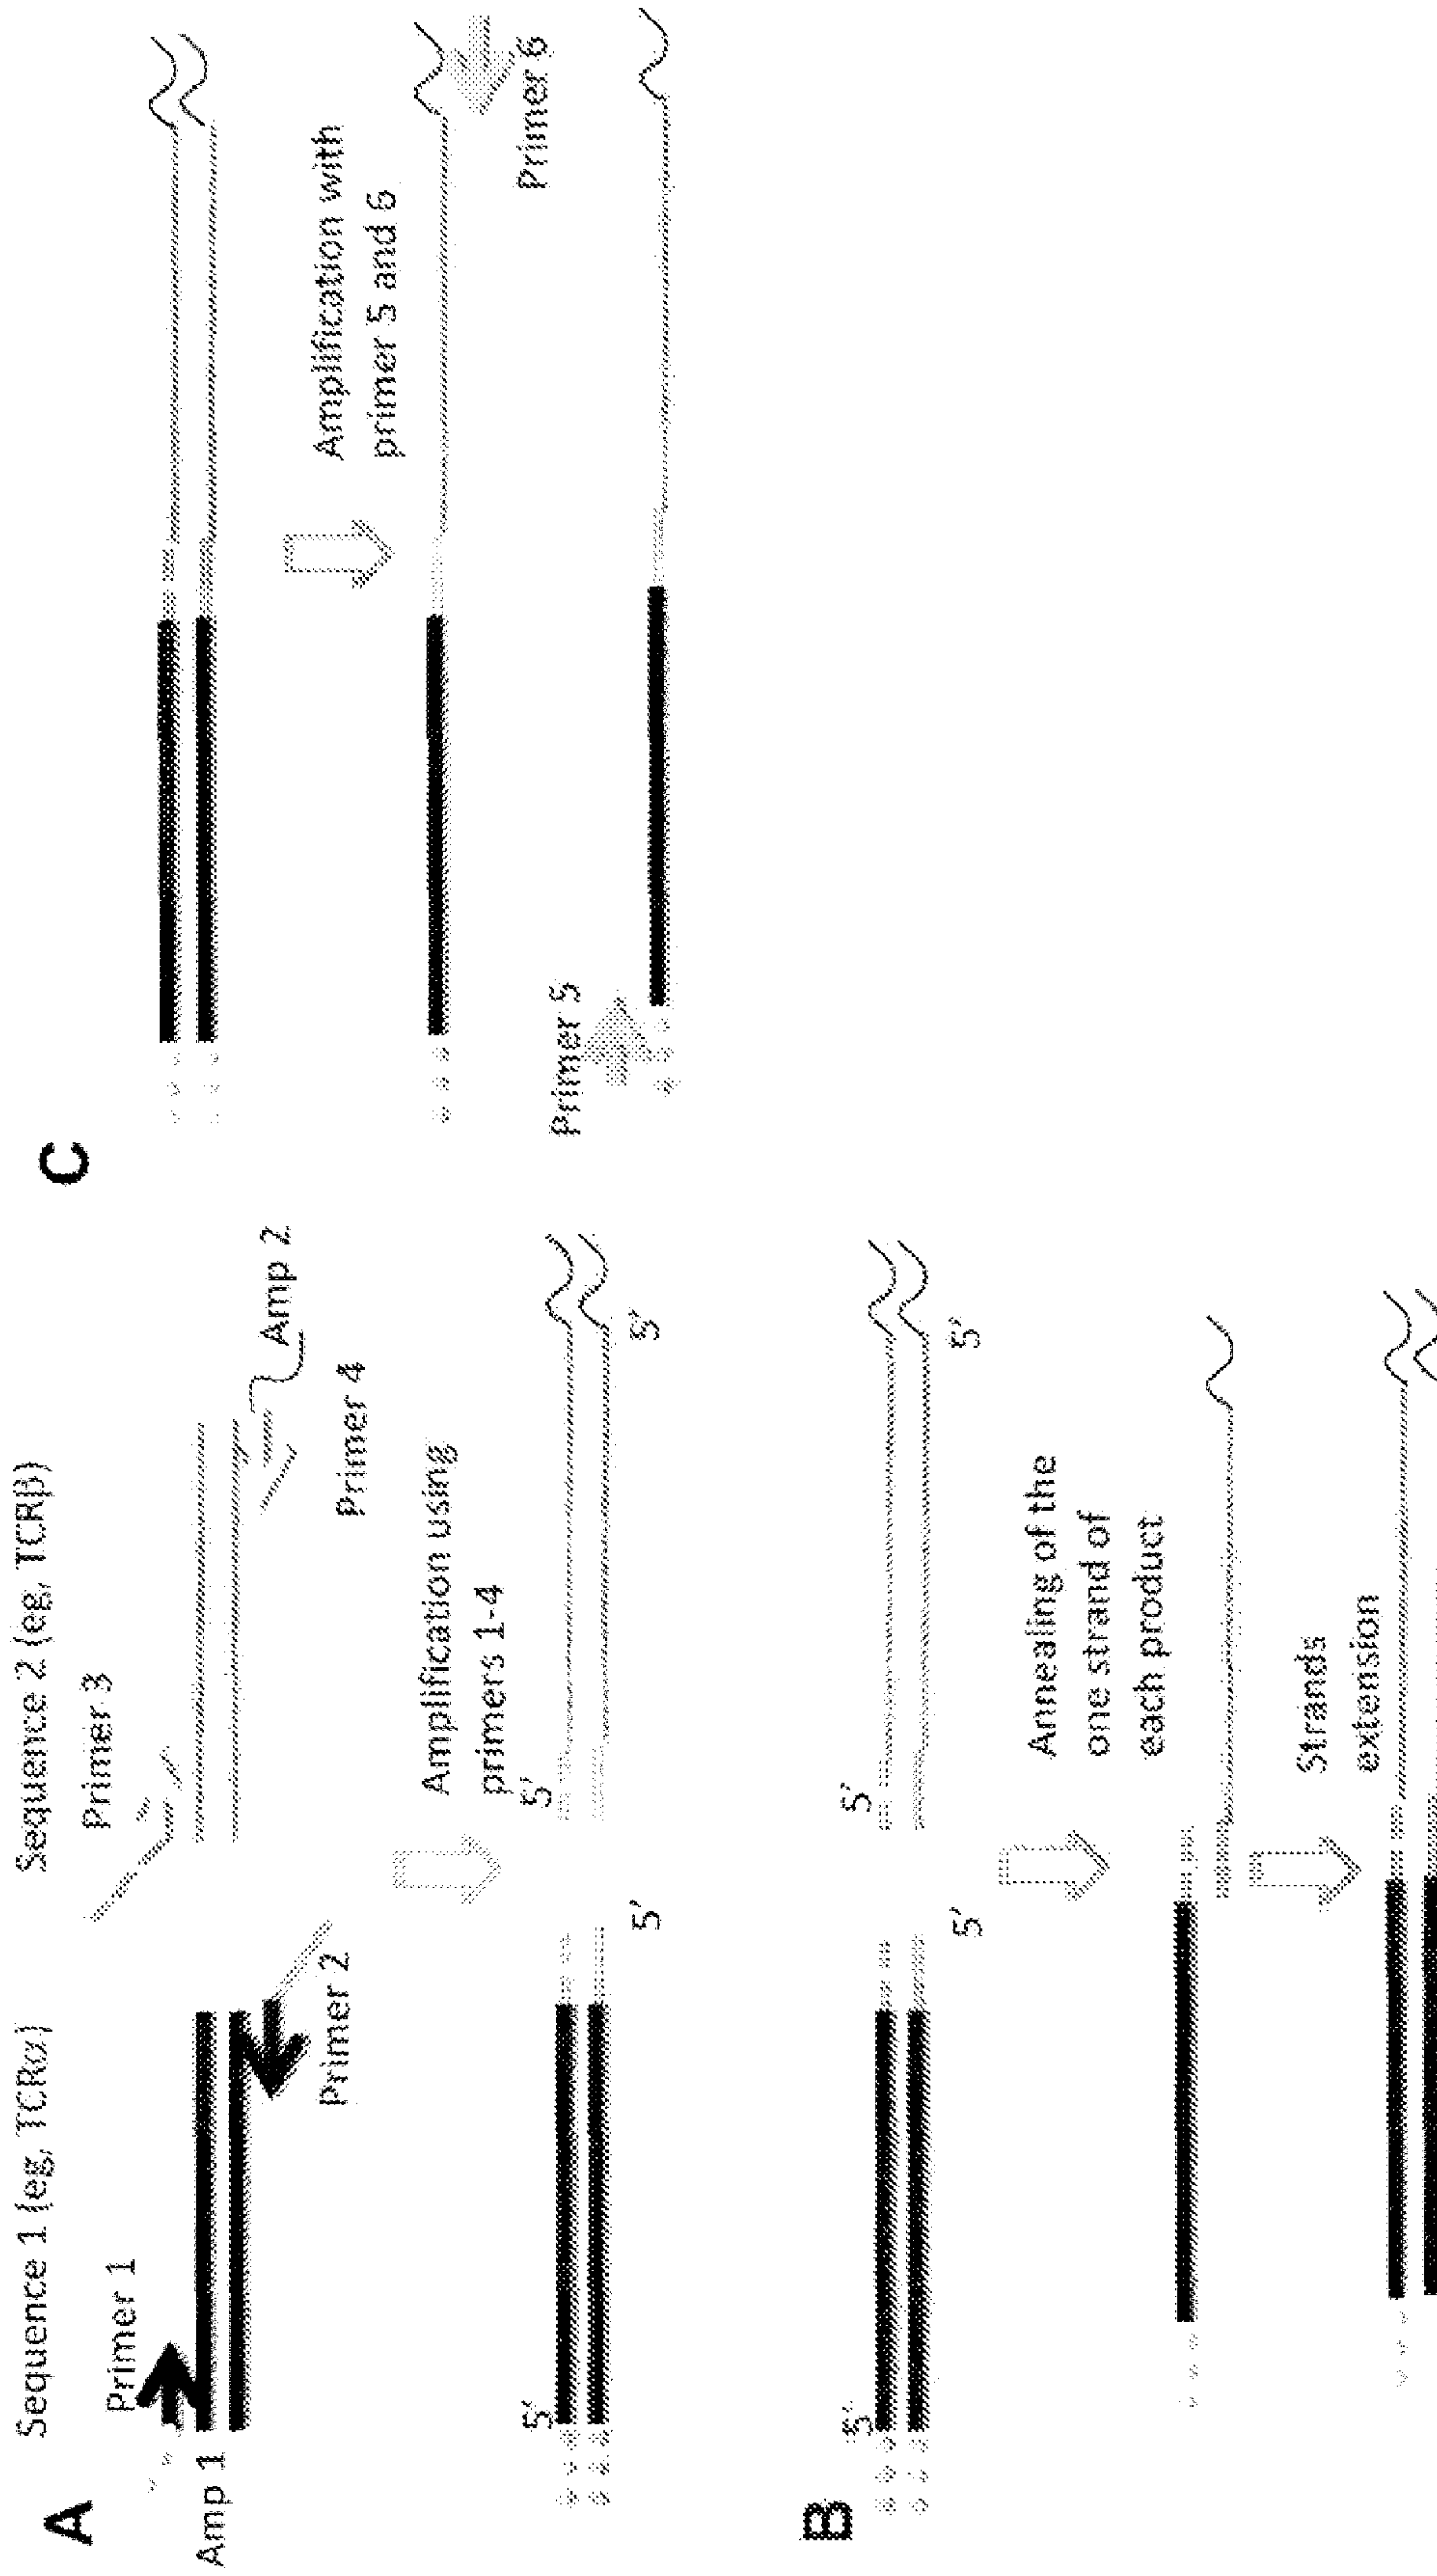 A
Sequence 1 (eg, TCRα)
Sequence 2 (eg, TCRβ)
Primer 1
Primer 3
Amp 1
Amp 2
Primer 2
Primer 4
Amplification using
primers 1-4
5'
5'
5'
5'
B
5'
5'
5'
5'
Annealing of the
one strand of
each product
Strands
extension
C
Amplification with
primer 5 and 6
Primer 6
Primer 5